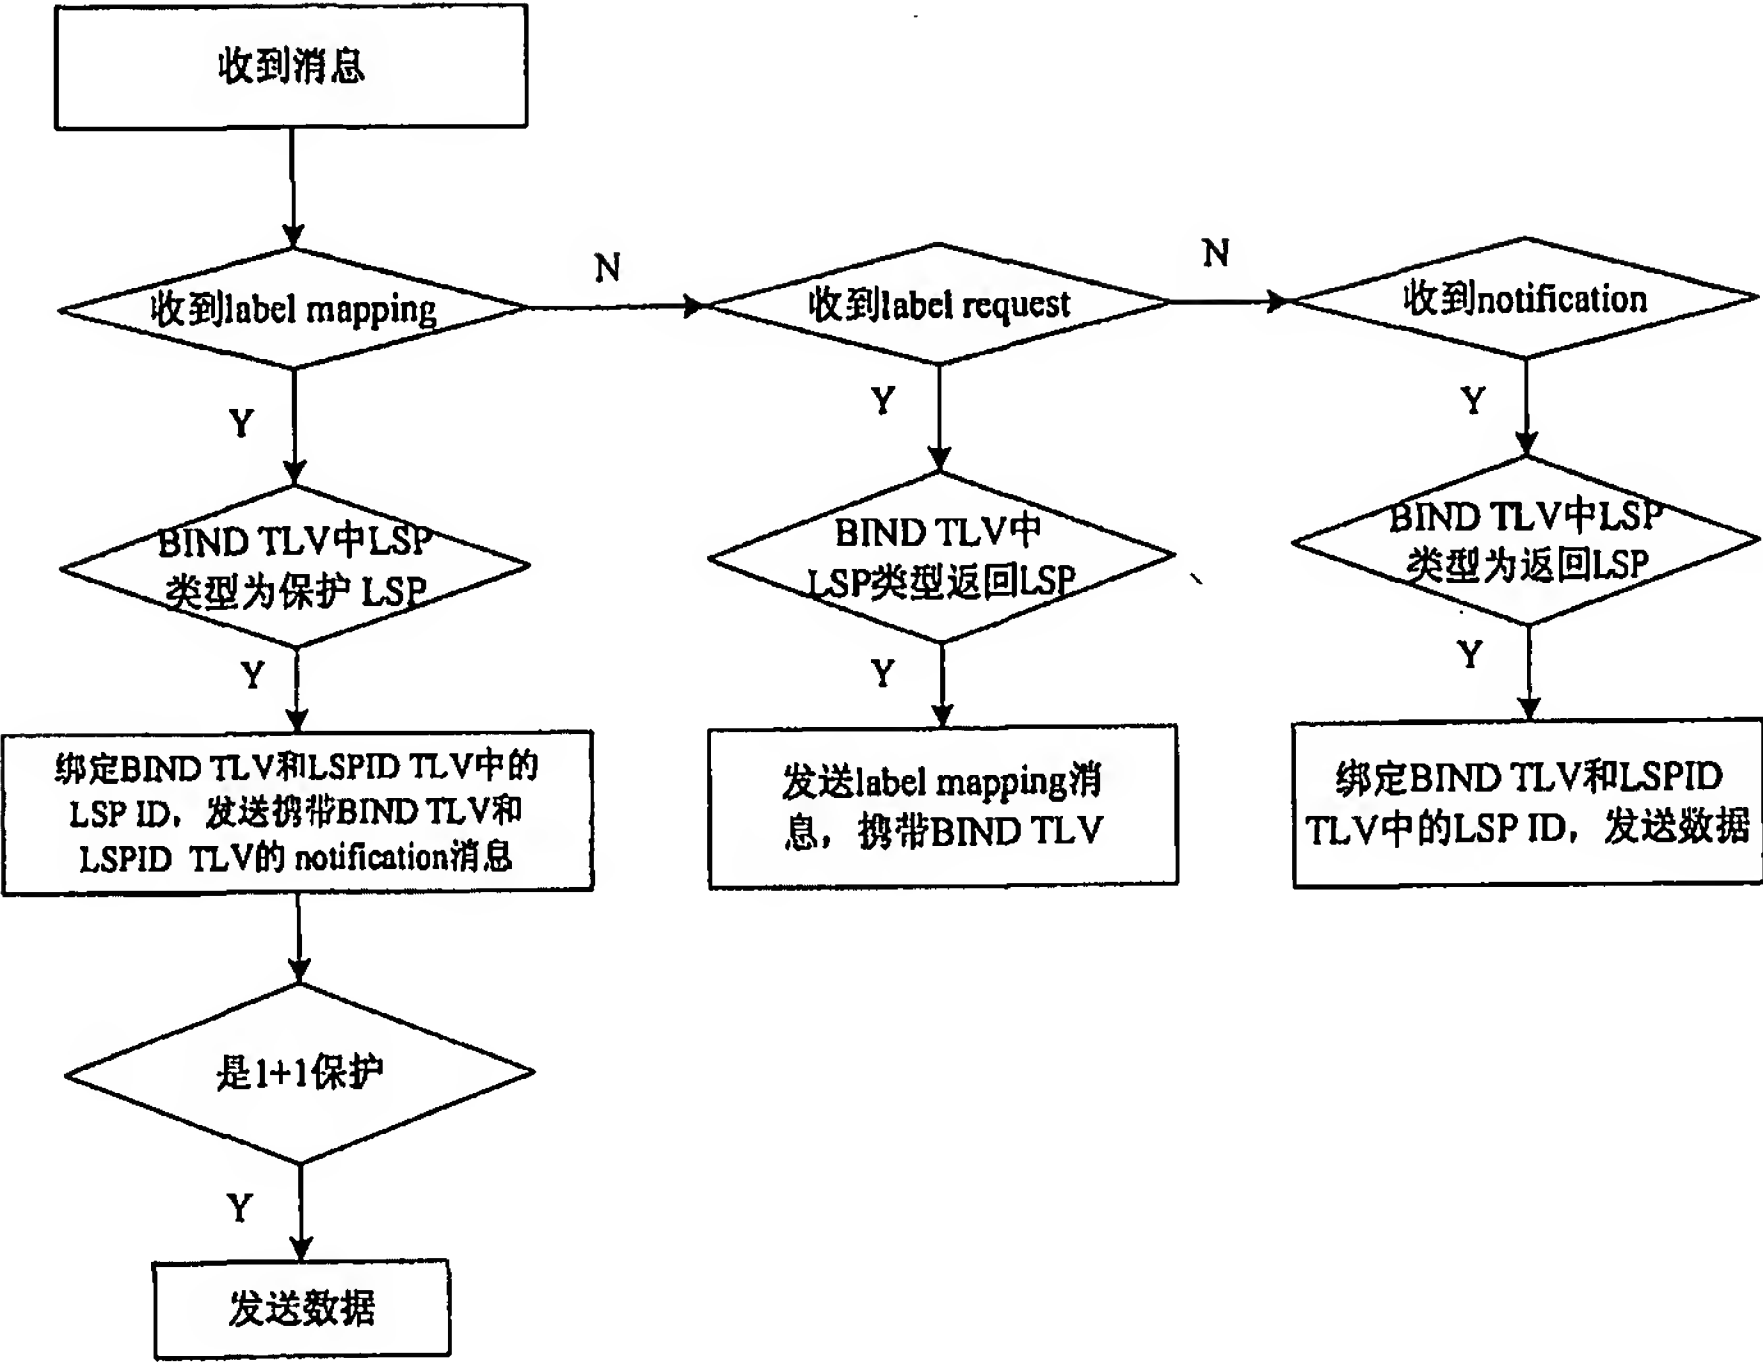 收到消息
收到label mapping
N
收到label request
N
收到notification
Y
Y
Y
BIND TLV中LSP
类型为保护 LSP
BIND TLV中
LSP类型返回LSP
BIND TLV中LSP
类型为返回LSP
Y
Y
Y
绑定BIND TLV和LSPID TLV中的
LSP ID，发送携带BIND TLV和
LSPID TLV的 notification消息
发送label mapping消
息，携带BIND TLV
绑定BIND TLV和LSPID
TLV中的LSP ID，发送数据
是1+1保护
Y
发送数据